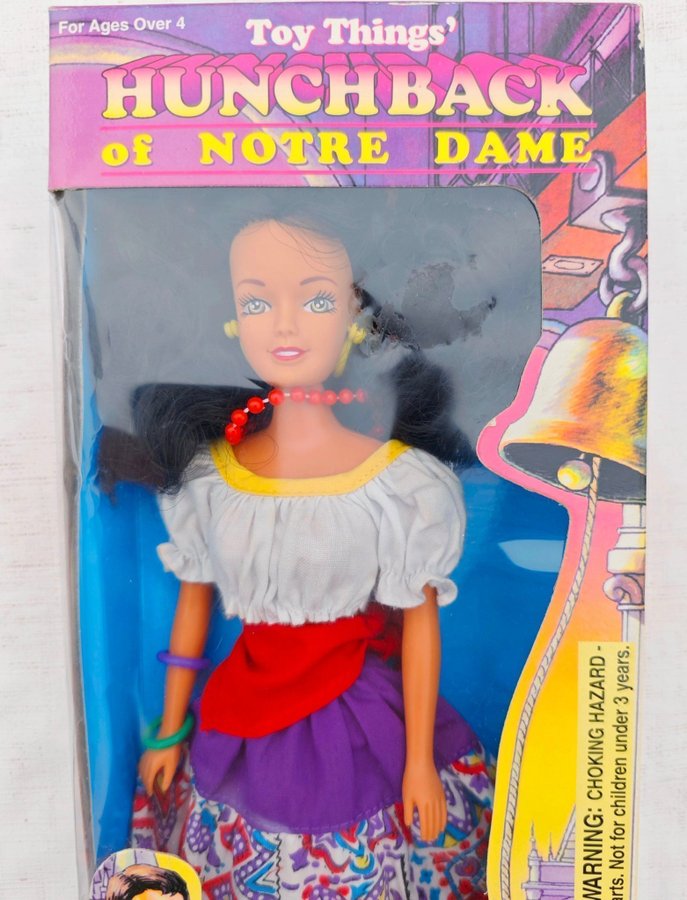 For Ages Over 4
Toy Things'
HUNCHBACK
of NOTRE DAME
WARNING: CHOKING HAZARD -
arts. Not for children under 3 years.